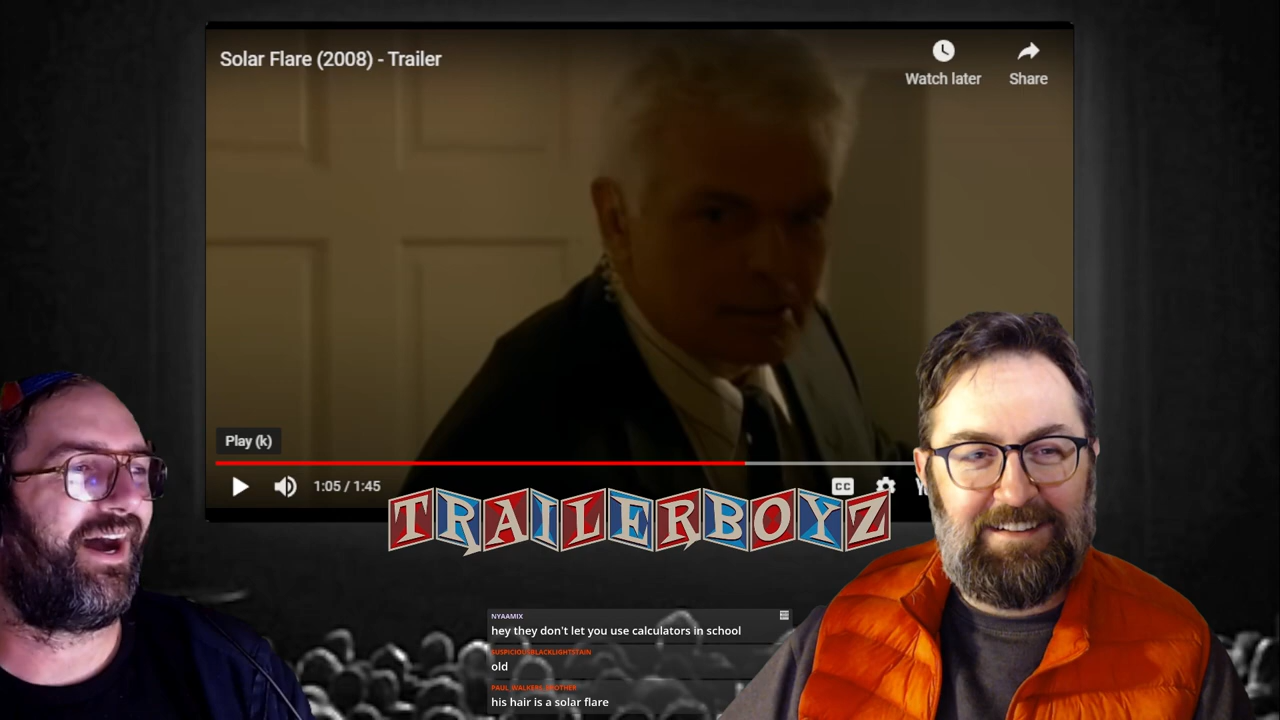 Solar Flare (2008) - Trailer
Watch later
Share
Play (k)
1:05 / 1:45
CC
TRAILERBOYZ
NYAAMIX
hey they don't let you use calculators in school
SUSPICIOUSBLACKLIGHTSTAIN
old
PAUL_WALKERS_BROTHER
his hair is a solar flare